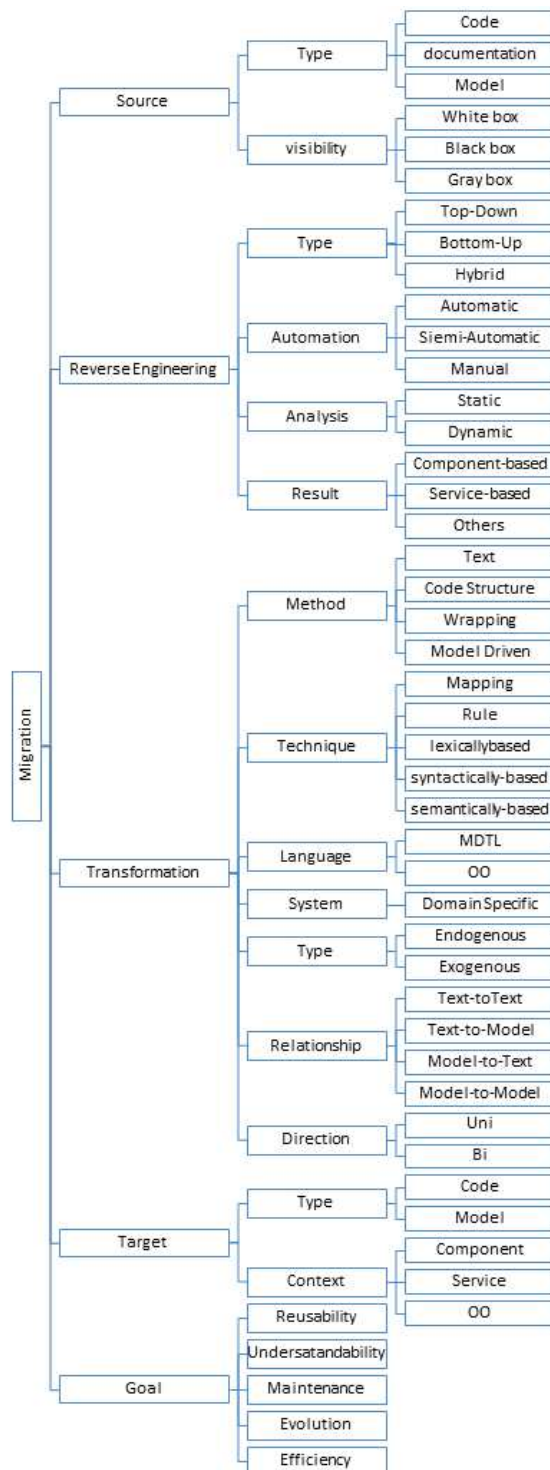 Migration
Source
Type
Code
documentation
Model
visibility
White box
Black box
Gray box
Reverse Engineering
Type
Top-Down
Bottom-Up
Hybrid
Automation
Automatic
Siemi-Automatic
Manual
Analysis
Static
Dynamic
Result
Component-based
Service-based
Others
Transformation
Method
Text
Code Structure
Wrapping
Model Driven
Technique
Mapping
Rule
lexicallybased
syntactically-based
semantically-based
Language
MDTL
OO
System
Domain Specific
Type
Endogenous
Exogenous
Relationship
Text-toText
Text-to-Model
Model-to-Text
Model-to-Model
Direction
Uni
Bi
Target
Type
Code
Model
Context
Component
Service
OO
Goal
Reusability
Undersatandability
Maintenance
Evolution
Efficiency